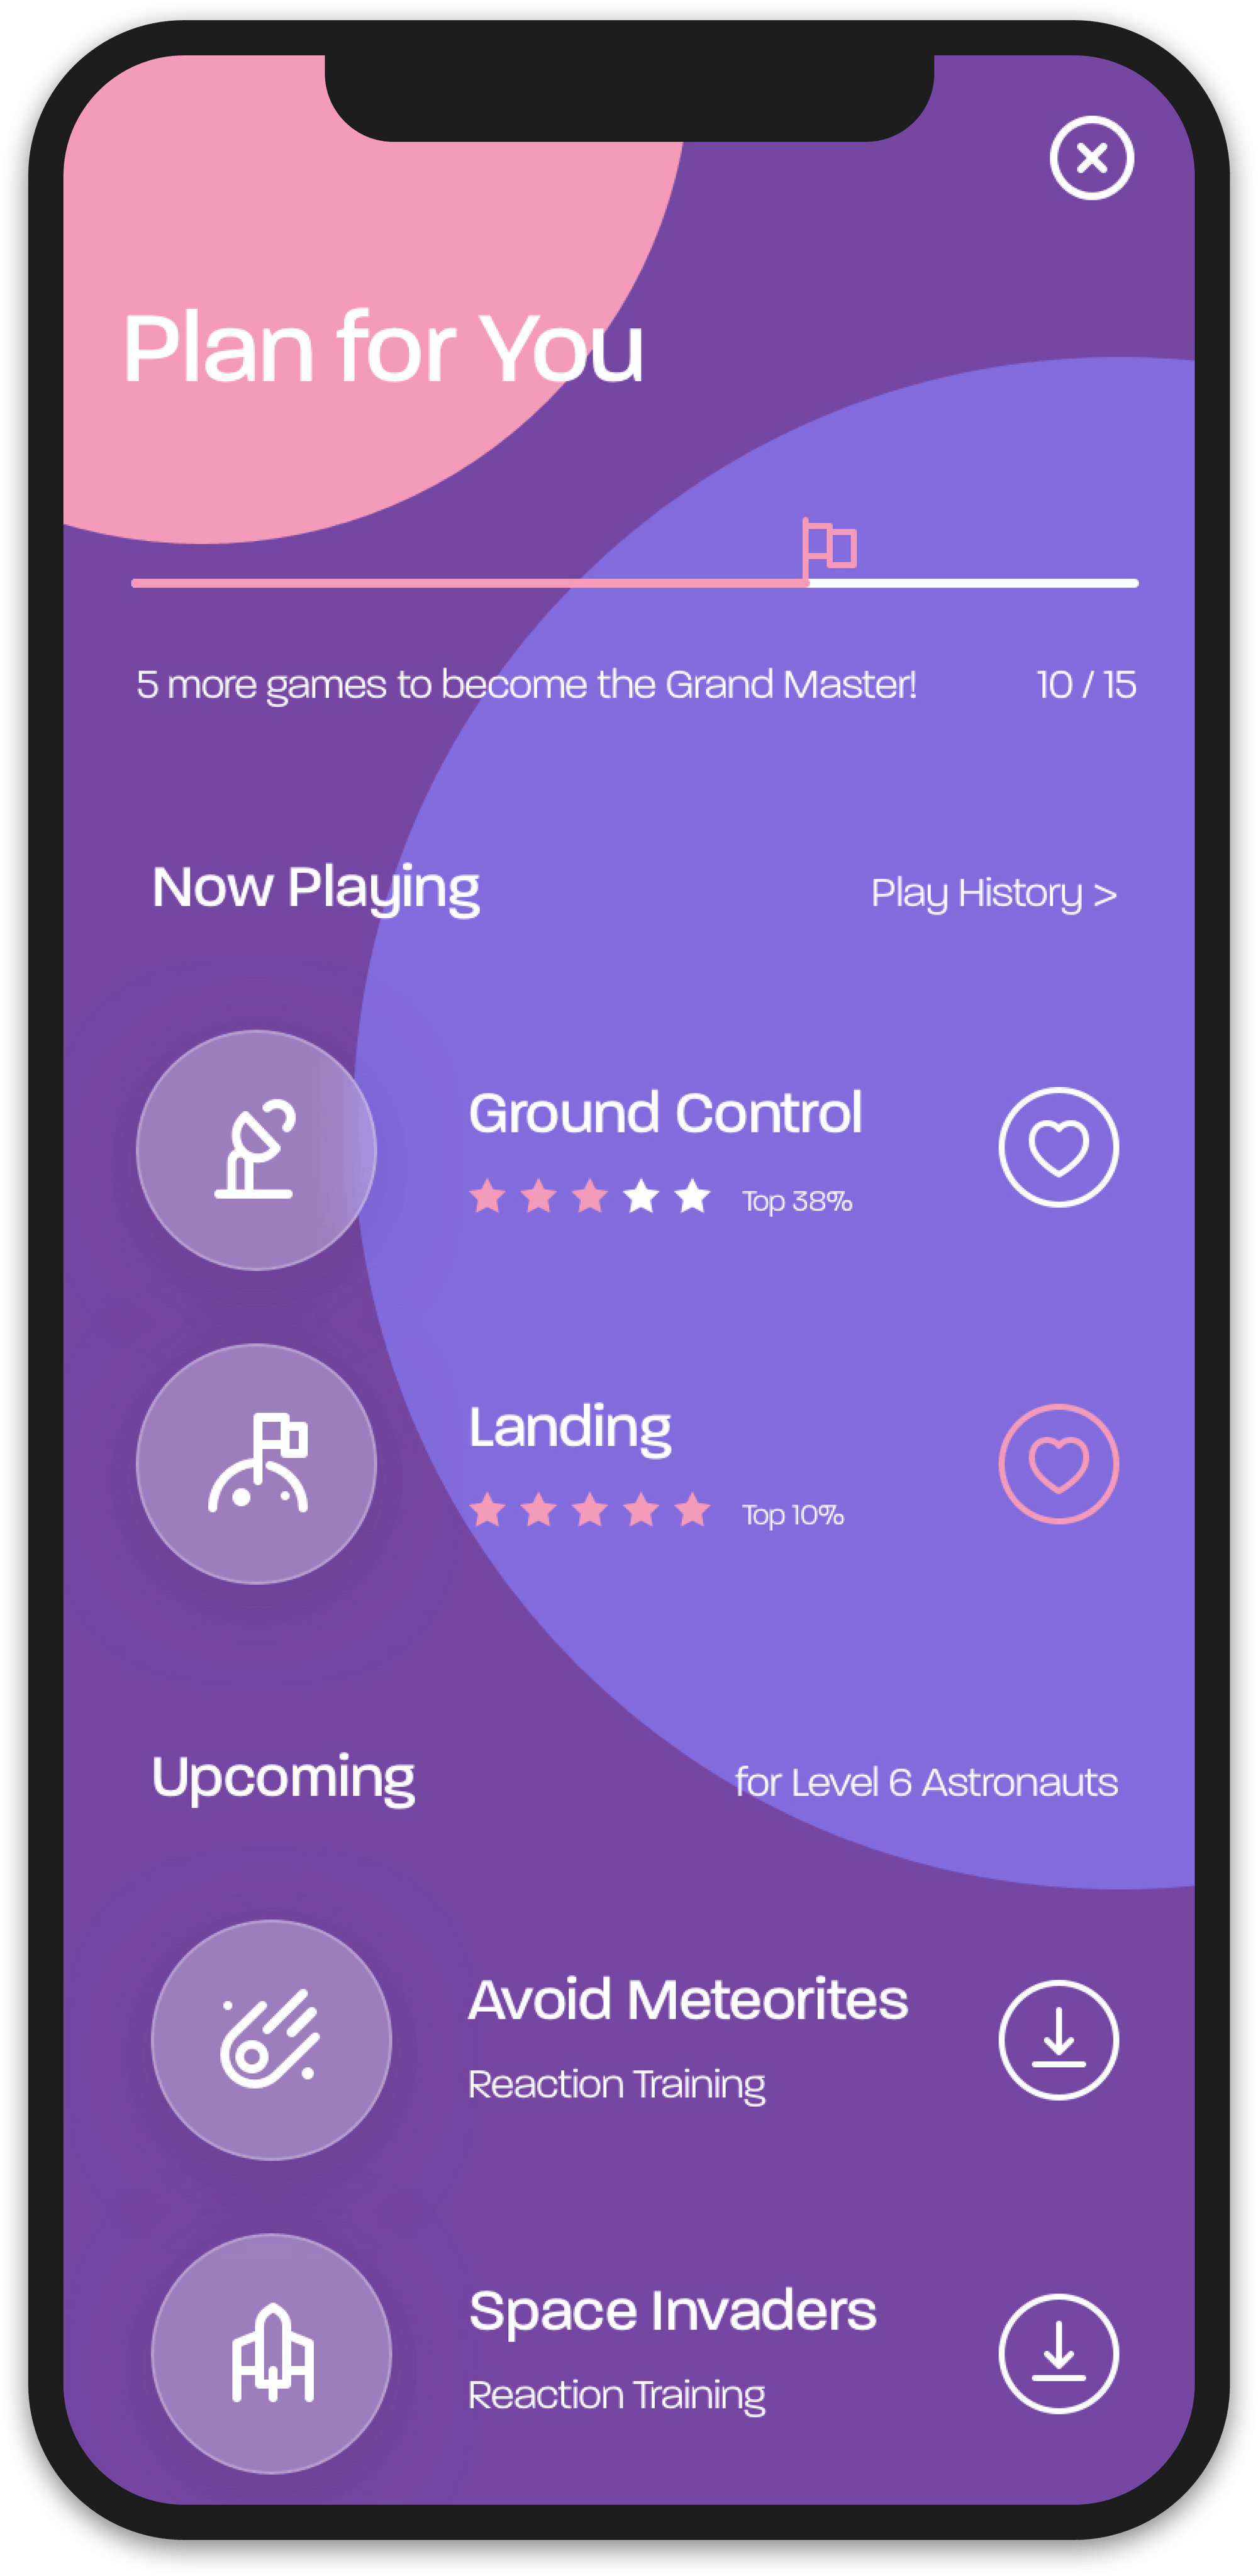 Plan for You
5 more games to become the Grand Master! 10 / 15
Now Playing Play History >
Ground Control
Top 38%
Landing
Top 10%
Upcoming for Level 6 Astronauts
Avoid Meteorites
Reaction Training
Space Invaders
Reaction Training